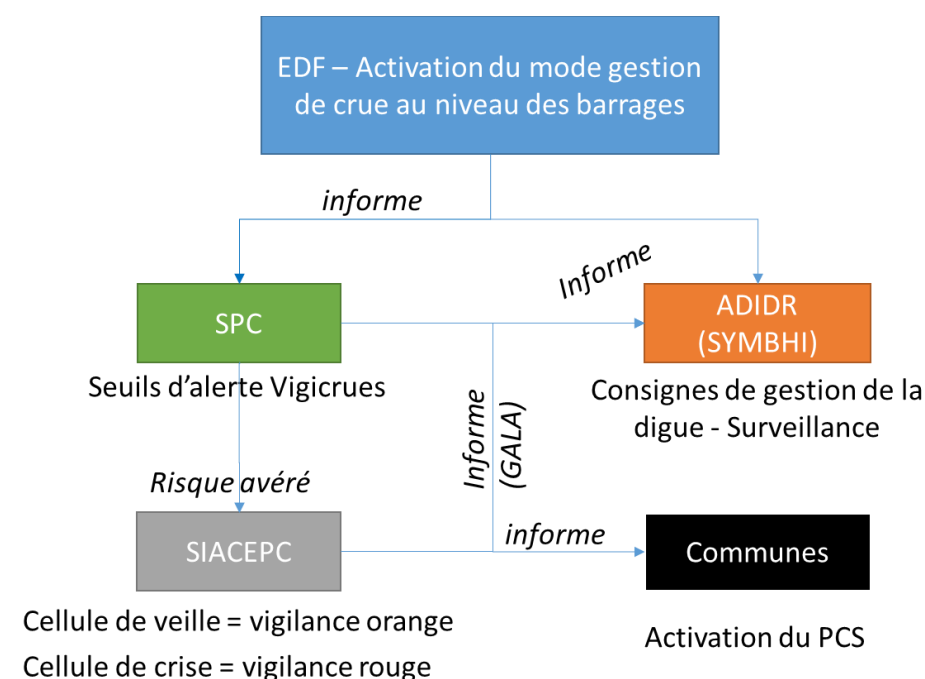 EDF – Activation du mode gestion
de crue au niveau des barrages
informe
Informe
SPC
ADIDR
(SYMBHI)
Seuils d'alerte Vigicrues
Consignes de gestion de la
digue - Surveillance
Informe
(GALA)
Risque avéré
SIACEPC
informe
Communes
Cellule de veille = vigilance orange
Cellule de crise = vigilance rouge
Activation du PCS